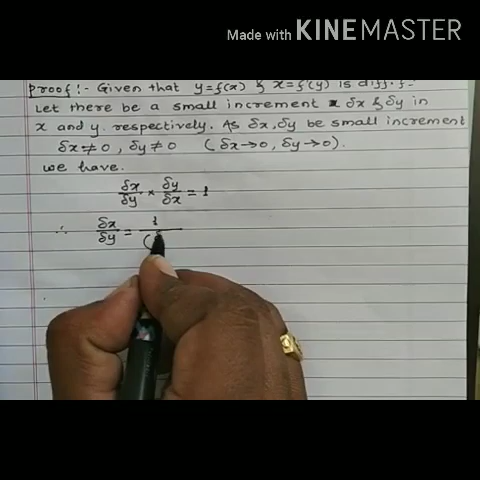 Made with KINEMASTER
Proof :- Given that y=f(x) & x=f⁻¹(y) is diff. f.
Let there be a small increment δx & δy in
x and y respectively. As δx, δy be small increment
δx≠0, δy≠0 (δx→0, δy→0).
we have.
δx/δy × δy/δx = 1
∴ δx/δy = 1/(δ